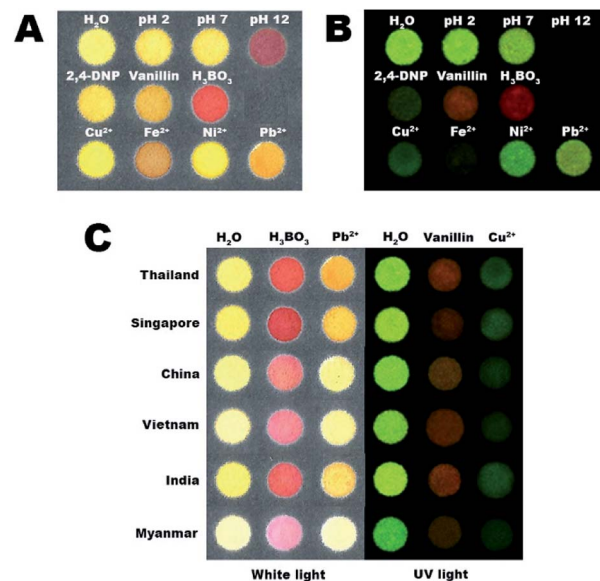 A
H₂O pH 2 pH 7 pH 12
2,4-DNP Vanillin H₃BO₃
Cu²⁺ Fe²⁺ Ni²⁺ Pb²⁺
B
H₂O pH 2 pH 7 pH 12
2,4-DNP Vanillin H₃BO₃
Cu²⁺ Fe²⁺ Ni²⁺ Pb²⁺
C
H₂O H₃BO₃ Pb²⁺ H₂O Vanillin Cu²⁺
Thailand
Singapore
China
Vietnam
India
Myanmar
White light UV light